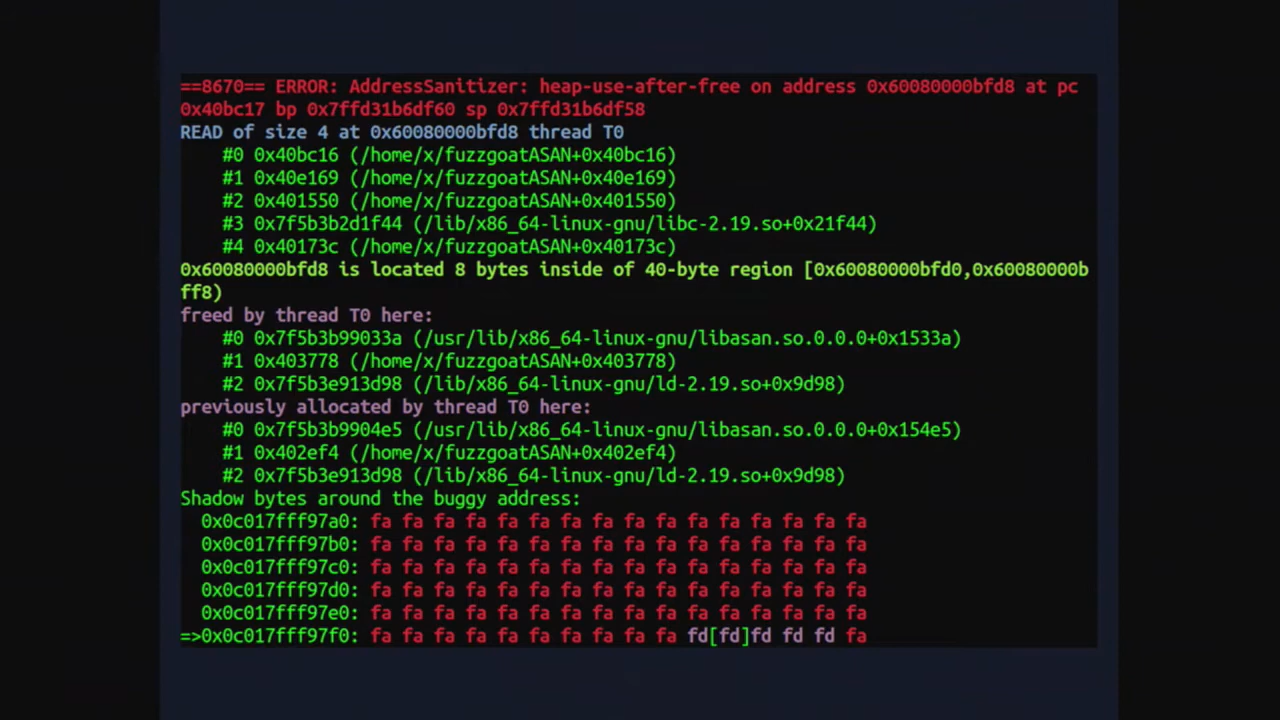 ==8670== ERROR: AddressSanitizer: heap-use-after-free on address 0x60080000bfd8 at pc
0x40bc17 bp 0x7ffd31b6df60 sp 0x7ffd31b6df58
READ of size 4 at 0x60080000bfd8 thread T0
    #0 0x40bc16 (/home/x/fuzzgoatASAN+0x40bc16)
    #1 0x40e169 (/home/x/fuzzgoatASAN+0x40e169)
    #2 0x401550 (/home/x/fuzzgoatASAN+0x401550)
    #3 0x7f5b3b2d1f44 (/lib/x86_64-linux-gnu/libc-2.19.so+0x21f44)
    #4 0x40173c (/home/x/fuzzgoatASAN+0x40173c)
0x60080000bfd8 is located 8 bytes inside of 40-byte region [0x60080000bfd0,0x60080000b
ff8)
freed by thread T0 here:
    #0 0x7f5b3b99033a (/usr/lib/x86_64-linux-gnu/libasan.so.0.0.0+0x1533a)
    #1 0x403778 (/home/x/fuzzgoatASAN+0x403778)
    #2 0x7f5b3e913d98 (/lib/x86_64-linux-gnu/ld-2.19.so+0x9d98)
previously allocated by thread T0 here:
    #0 0x7f5b3b9904e5 (/usr/lib/x86_64-linux-gnu/libasan.so.0.0.0+0x154e5)
    #1 0x402ef4 (/home/x/fuzzgoatASAN+0x402ef4)
    #2 0x7f5b3e913d98 (/lib/x86_64-linux-gnu/ld-2.19.so+0x9d98)
Shadow bytes around the buggy address:
  0x0c017fff97a0: fa fa fa fa fa fa fa fa fa fa fa fa fa fa fa fa
  0x0c017fff97b0: fa fa fa fa fa fa fa fa fa fa fa fa fa fa fa fa
  0x0c017fff97c0: fa fa fa fa fa fa fa fa fa fa fa fa fa fa fa fa
  0x0c017fff97d0: fa fa fa fa fa fa fa fa fa fa fa fa fa fa fa fa
  0x0c017fff97e0: fa fa fa fa fa fa fa fa fa fa fa fa fa fa fa fa
=>0x0c017fff97f0: fa fa fa fa fa fa fa fa fa fa fd[fd]fd fd fd fa